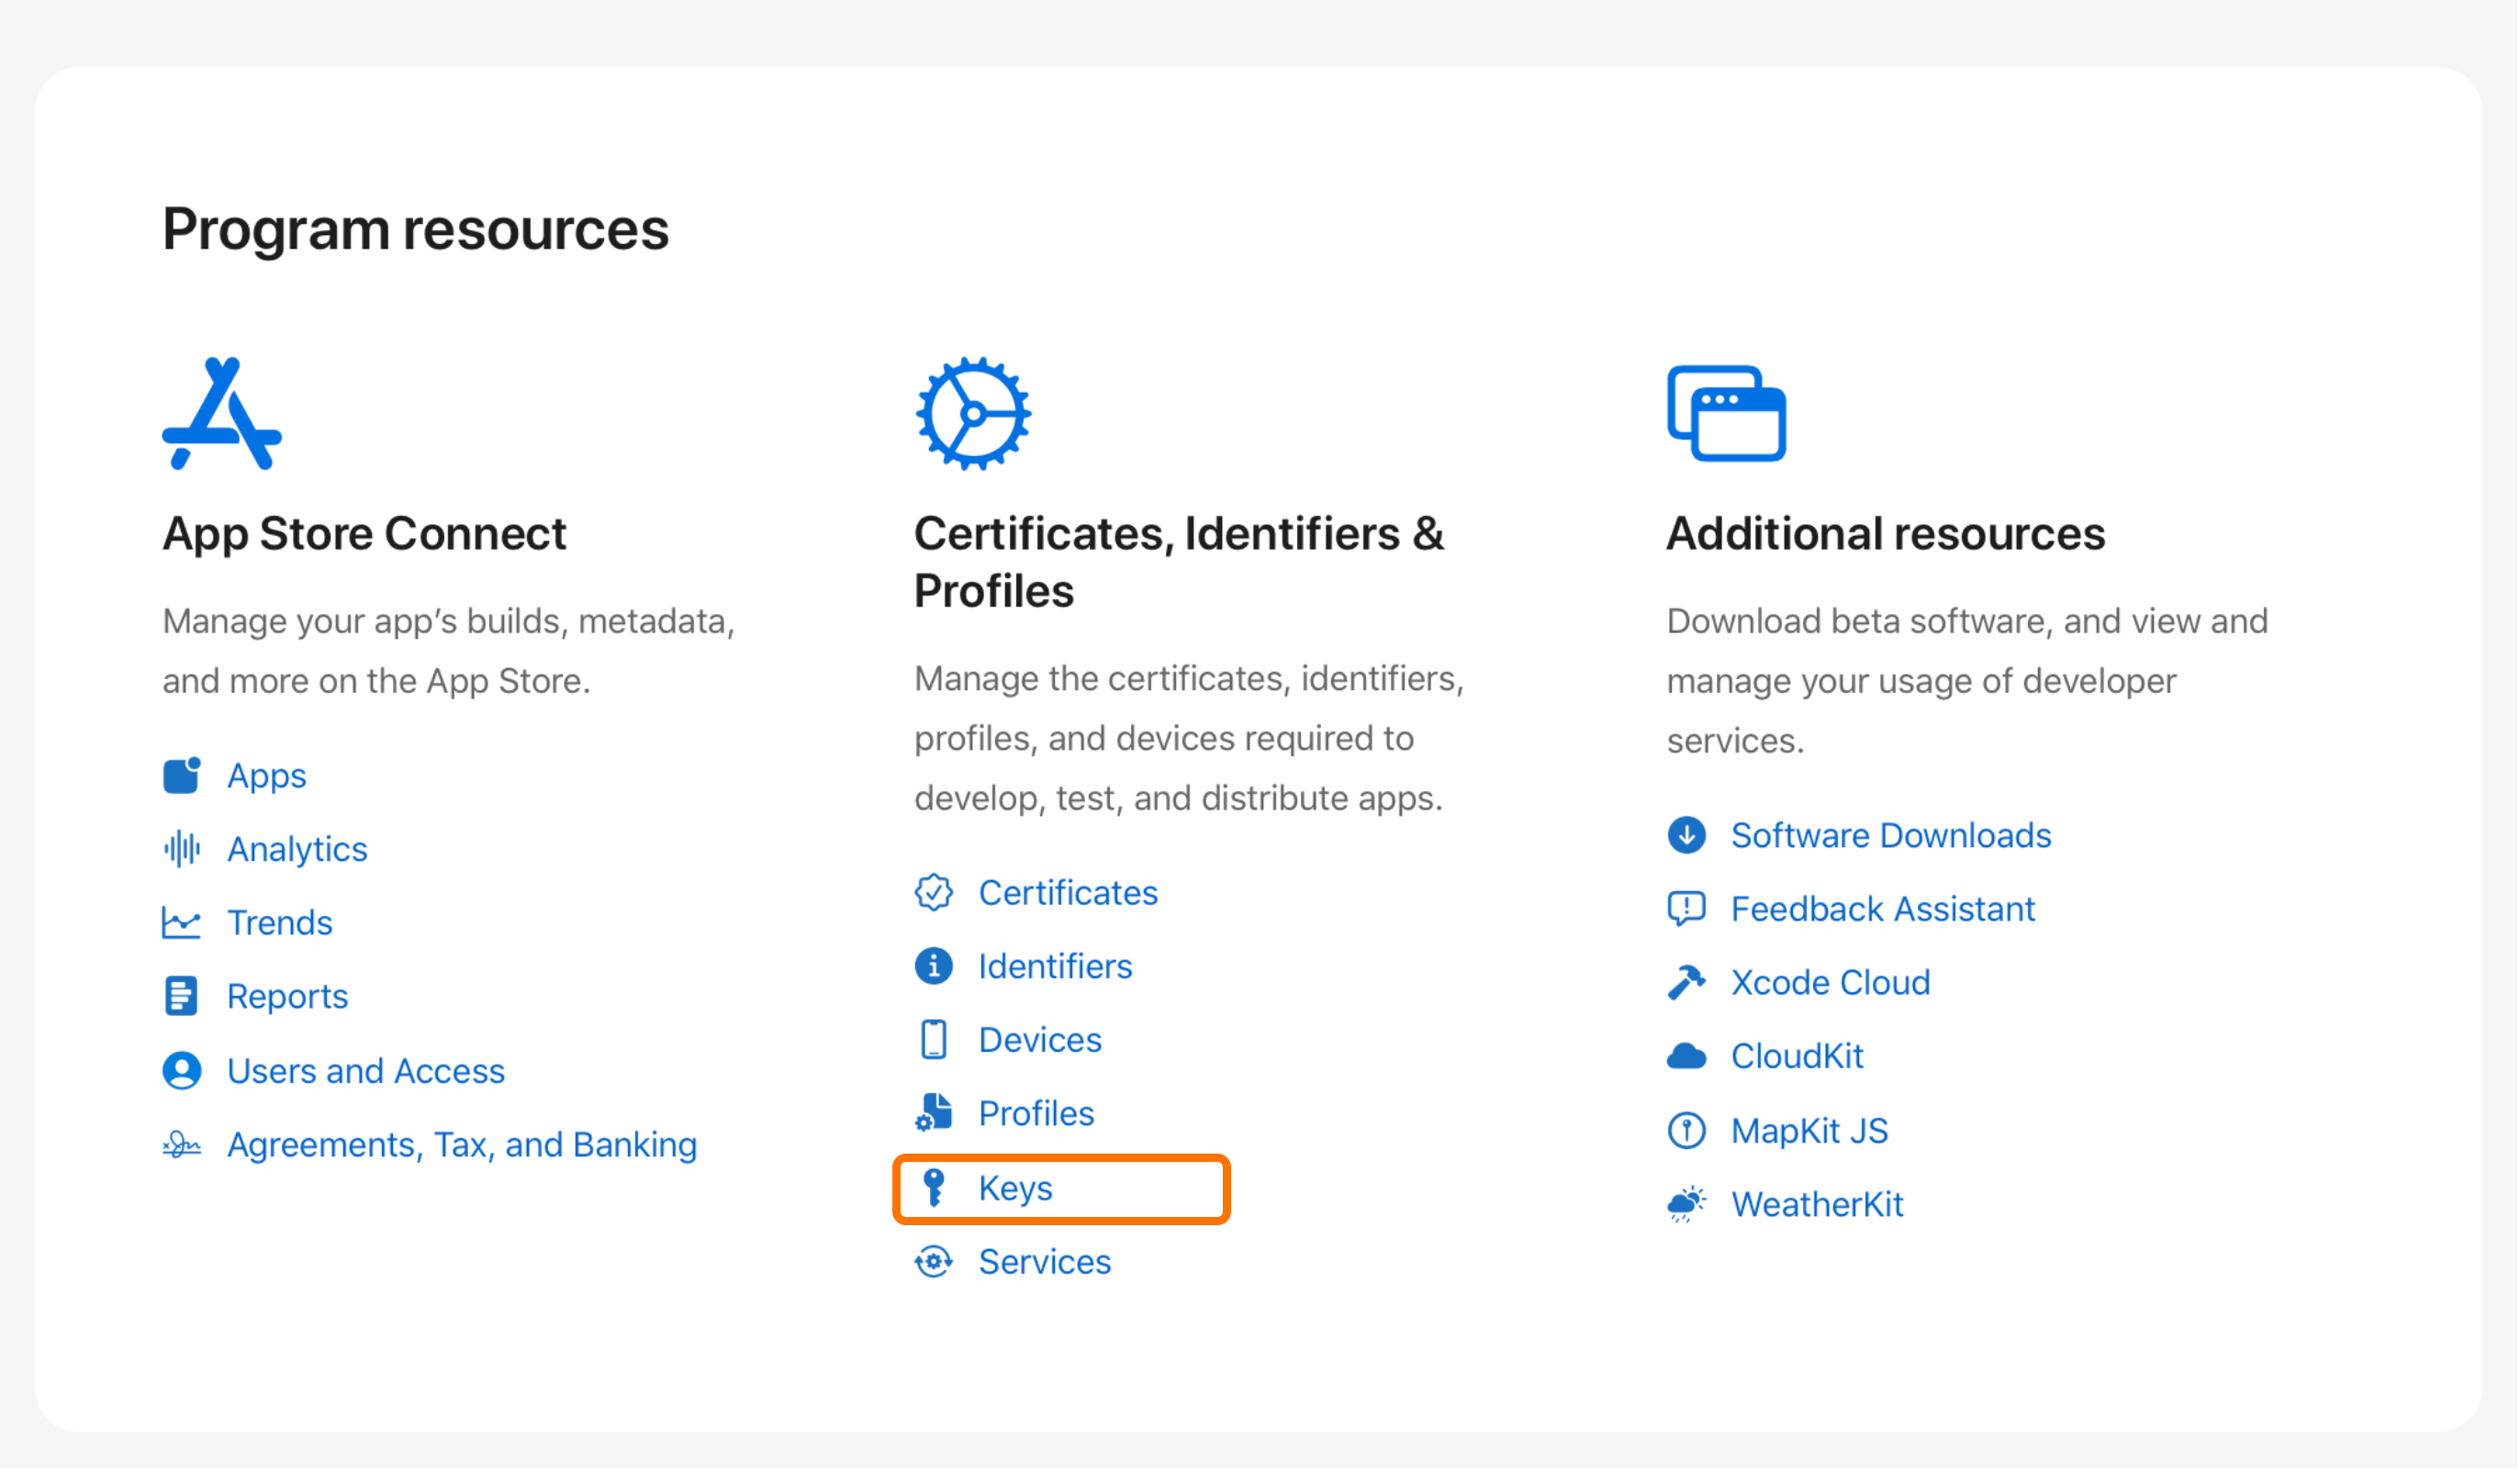 Program resources
App Store Connect
Manage your app’s builds, metadata,
and more on the App Store.
Apps
Analytics
Trends
Reports
Users and Access
Agreements, Tax, and Banking
Certificates, Identifiers &
Profiles
Manage the certificates, identifiers,
profiles, and devices required to
develop, test, and distribute apps.
Certificates
Identifiers
Devices
Profiles
Keys
Services
Additional resources
Download beta software, and view and
manage your usage of developer
services.
Software Downloads
Feedback Assistant
Xcode Cloud
CloudKit
MapKit JS
WeatherKit